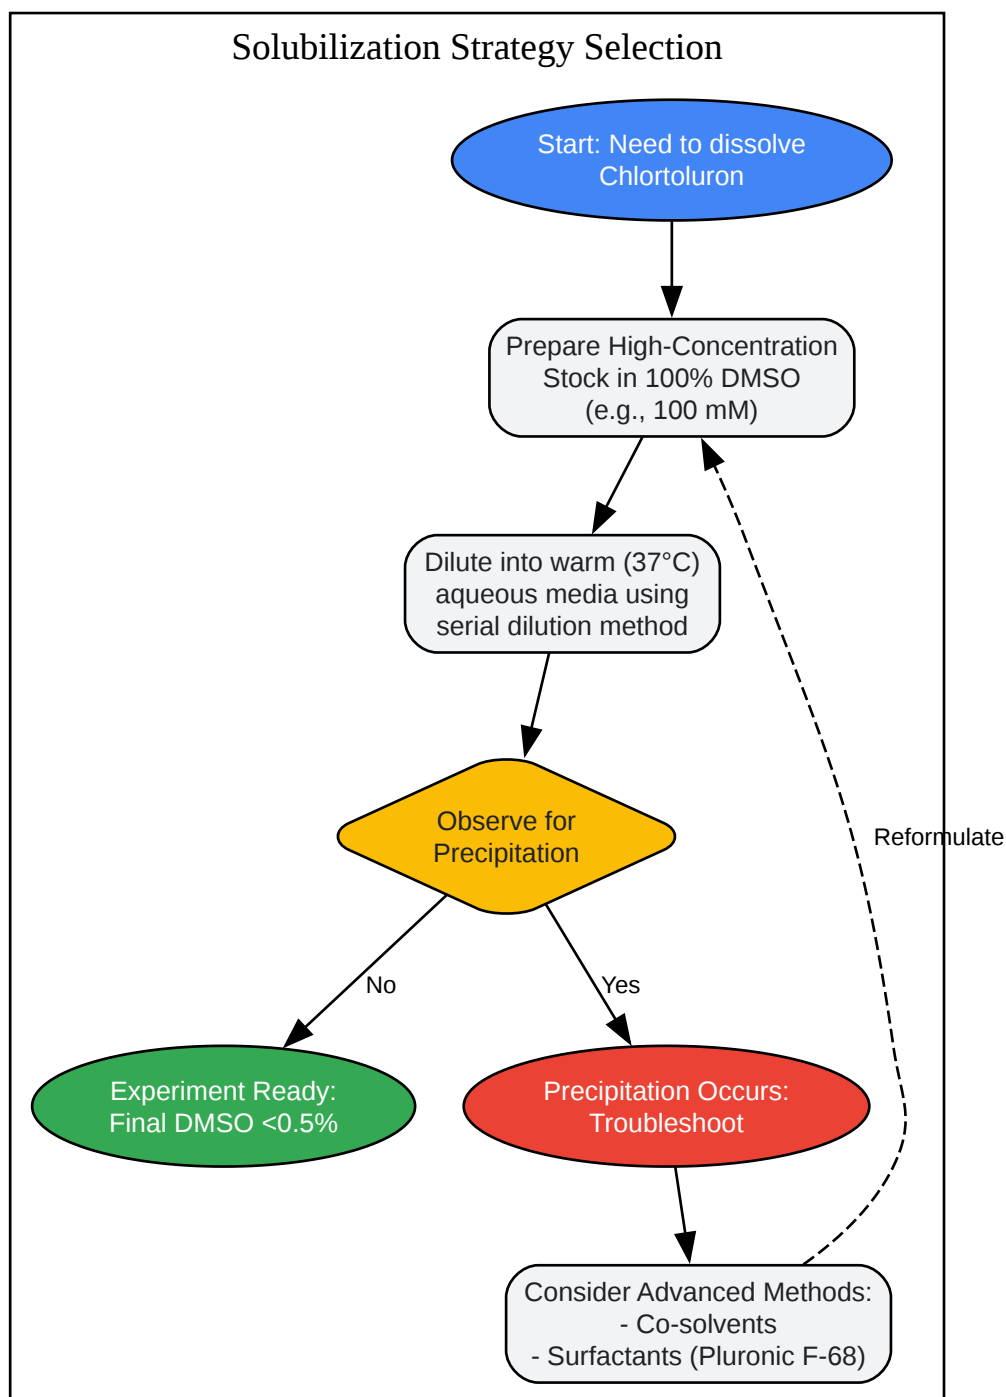 Solubilization Strategy Selection
Start: Need to dissolve
Chlortoluron
Prepare High-Concentration
Stock in 100% DMSO
(e.g., 100 mM)
Dilute into warm (37°C)
aqueous media using
serial dilution method
Observe for
Precipitation
Reformulate
No
Yes
Experiment Ready:
Final DMSO <0.5%
Precipitation Occurs:
Troubleshoot
Consider Advanced Methods:
- Co-solvents
- Surfactants (Pluronic F-68)